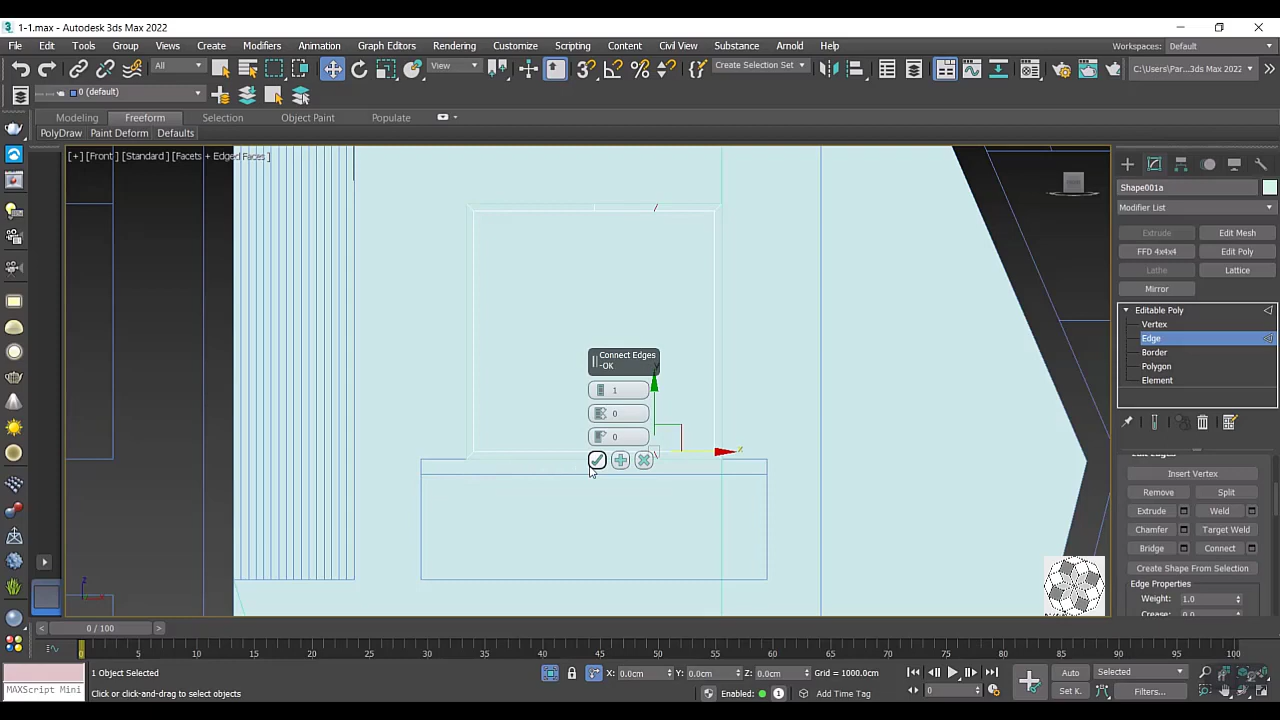 1-1.max - Autodesk 3ds Max 2022
File Edit Tools Group Views Create Modifiers Animation Graph Editors Rendering Customize Scripting Content Civil View Substance Arnold Help
Workspaces: Default
All
View
Create Selection Set
C:\Users\Par...3ds Max 2022
0 (default)
Modeling Freeform Selection Object Paint Populate
PolyDraw Paint Deform Defaults
[+] [Front ] [Standard ] [Facets + Edged Faces ]
Shape001a
Modifier List
Extrude Edit Mesh
FFD 4x4x4 Edit Poly
Lathe Lattice
Mirror
Editable Poly
Vertex
Edge
Border
Polygon
Element
Connect Edges
-OK
1
0
0
x
Edit Edges
Insert Vertex
Remove Split
Extrude Weld
Chamfer Target Weld
Bridge Connect
Create Shape From Selection
Edge Properties
Weight: 1.0
Crease: 0.0
z
0 / 100
0 5 10 15 20 25 30 35 40 45 50 55 60 65 70 75 80 85 90 95 100
1 Object Selected
X: 0.0cm Y: 0.0cm Z: 0.0cm Grid = 1000.0cm
Auto Selected
MAXScript Mini
Click or click-and-drag to select objects
Enabled: 1 Add Time Tag
0
Set K. Filters...